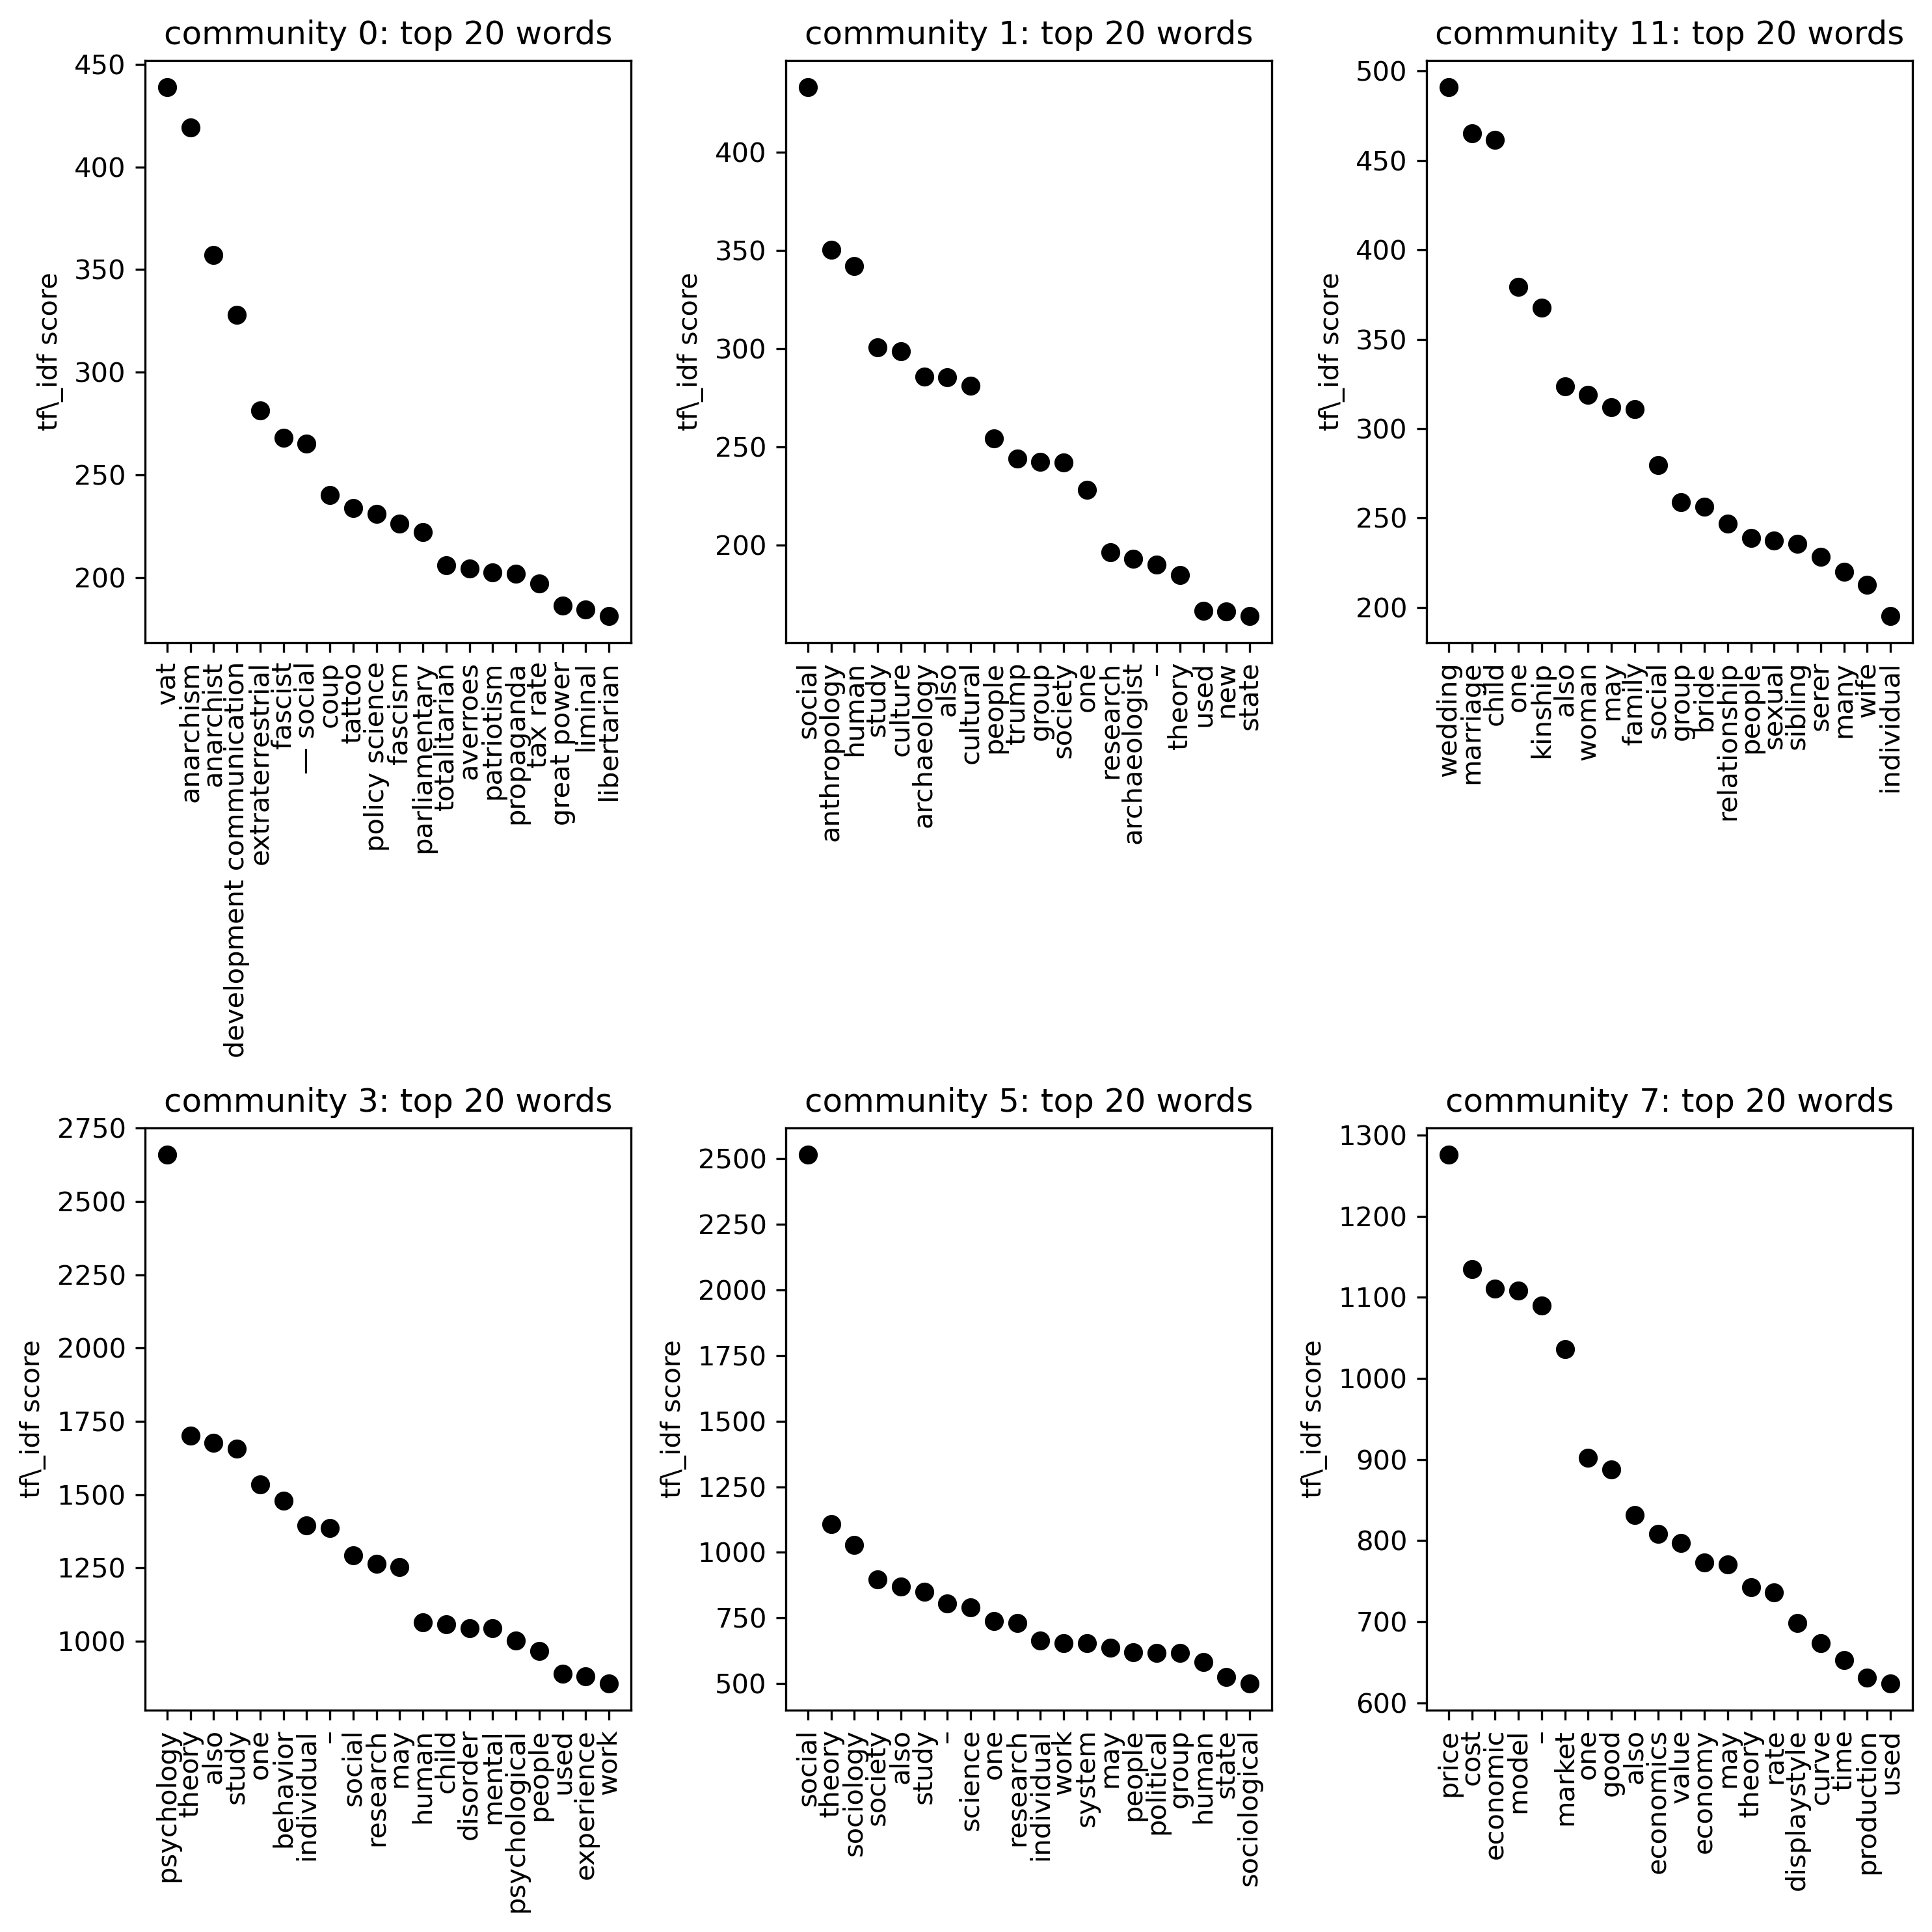 community 0: top 20 words
tf\_idf score
450
400
350
300
250
200
vat
anarchism
anarchist
development communication
extraterrestrial
fascist
— social
coup
tattoo
policy science
fascism
parliamentary
totalitarian
averroes
patriotism
propaganda
tax rate
great power
liminal
libertarian
community 1: top 20 words
tf\_idf score
400
350
300
250
200
social
anthropology
human
study
culture
archaeology
also
cultural
people
trump
group
society
one
research
archaeologist
–
theory
used
new
state
community 11: top 20 words
tf\_idf score
500
450
400
350
300
250
200
wedding
marriage
child
one
kinship
also
woman
may
family
social
group
bride
relationship
people
sexual
sibling
serer
many
wife
individual
community 3: top 20 words
tf\_idf score
2750
2500
2250
2000
1750
1500
1250
1000
psychology
theory
also
study
one
behavior
individual
–
social
research
may
human
child
disorder
mental
psychological
people
used
experience
work
community 5: top 20 words
tf\_idf score
2500
2250
2000
1750
1500
1250
1000
750
500
social
theory
sociology
society
also
study
–
science
one
research
individual
work
system
may
people
political
group
human
state
sociological
community 7: top 20 words
tf\_idf score
1300
1200
1100
1000
900
800
700
600
price
cost
economic
model
–
market
one
good
also
economics
value
economy
may
theory
rate
displaystyle
curve
time
production
used